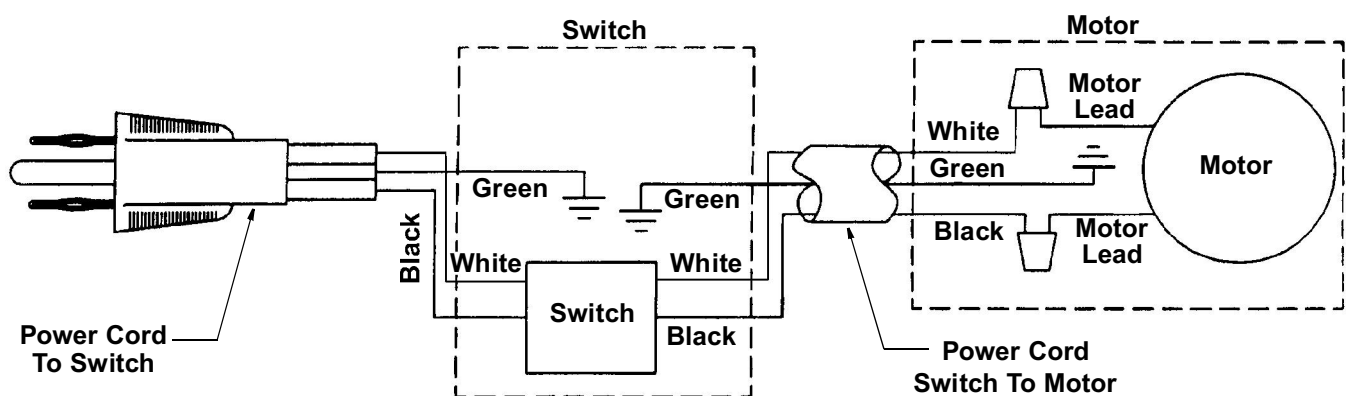 Switch
Motor
Motor
Lead
White
Green
Motor
Green
Green
Black
Black
Motor
Lead
White
White
Switch
Black
Power Cord
To Switch
Power Cord
Switch To Motor